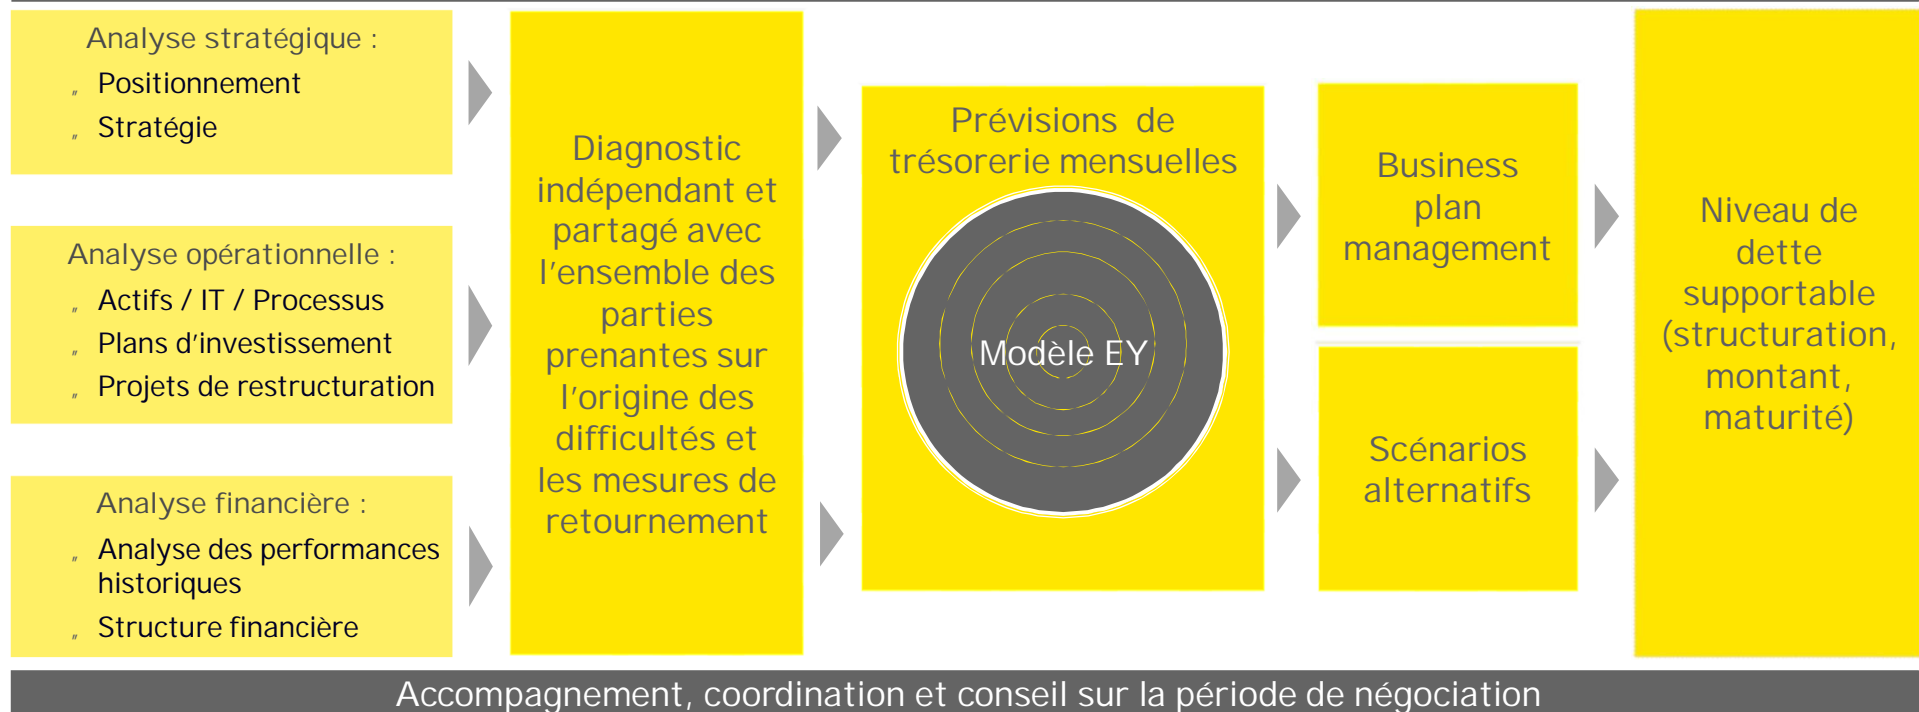 Analyse stratégique :
„ Positionnement
„ Stratégie
Analyse opérationnelle :
„ Actifs / IT / Processus
„ Plans d'investissement
„ Projets de restructuration
Analyse financière :
„ Analyse des performances
historiques
„ Structure financière
Diagnostic
indépendant et
partagé avec
l'ensemble des
parties
prenantes sur
l'origine des
difficultés et
les mesures de
retournement
Prévisions de
trésorerie mensuelles
Modèle EY
Business
plan
management
Scénarios
alternatifs
Niveau de
dette
supportable
(structuration,
montant,
maturité)
Accompagnement, coordination et conseil sur la période de négociation